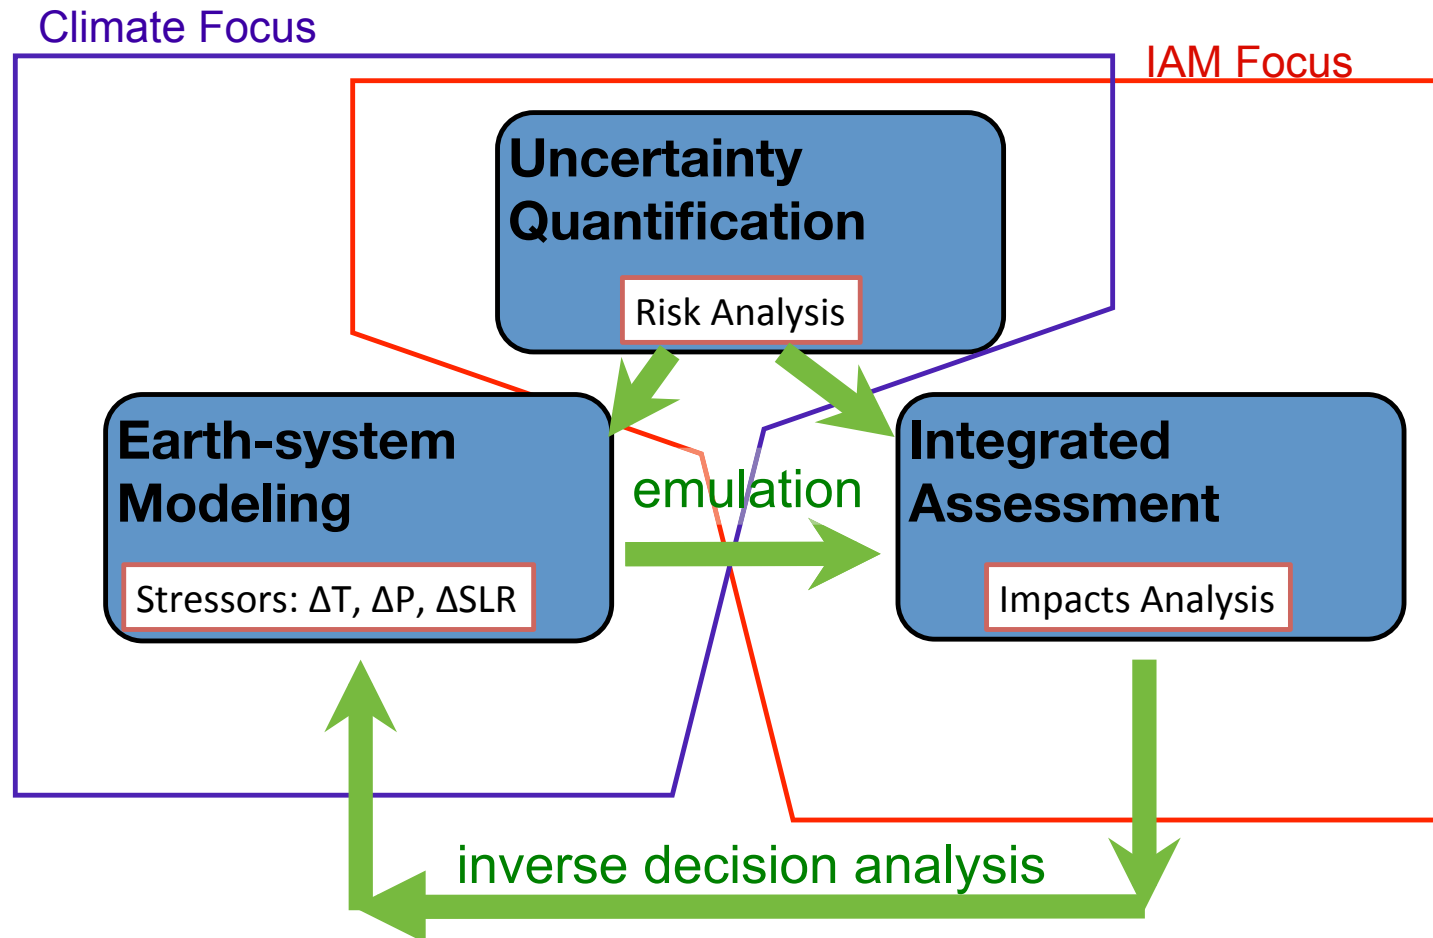 Climate Focus
IAM Focus
Uncertainty
Quantification
Risk Analysis
Earth-system
Modeling
Stressors: ΔT, ΔP, ΔSLR
emulation
Integrated
Assessment
Impacts Analysis
inverse decision analysis